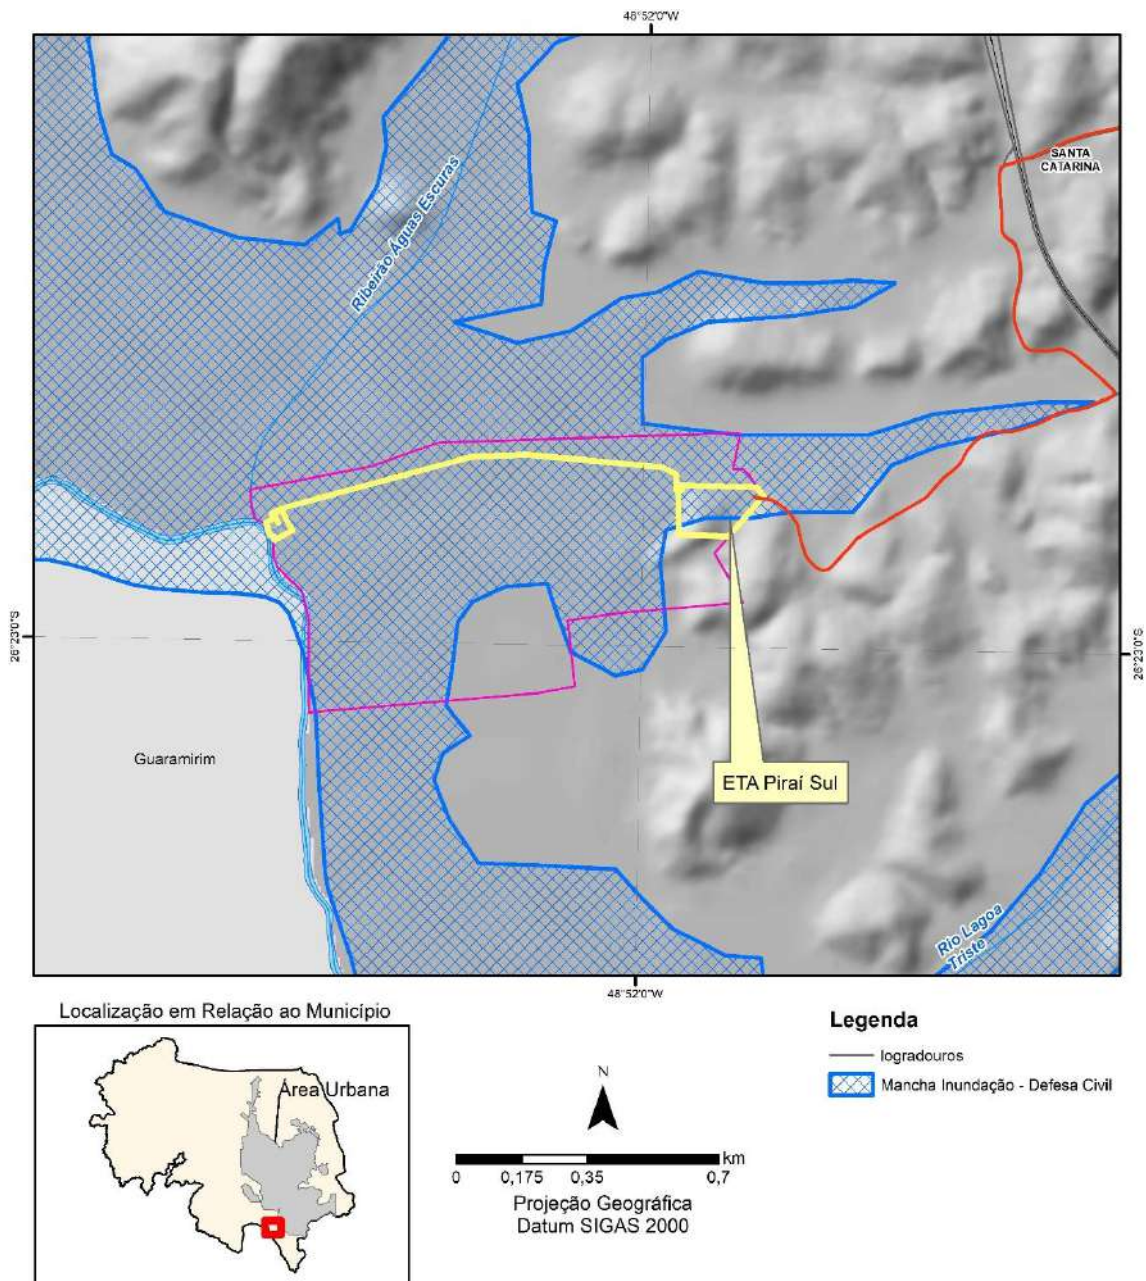 48°52'0"W
SANTA
CATARINA
Ribeirão Águas Escuras
26°23'0"S
26°23'0"S
Guaramirim
ETA Piraí Sul
Rio Lagoa
Triste
48°52'0"W
Localização em Relação ao Município
Área Urbana
N
km
0 0,175 0,35 0,7
Projeção Geográfica
Datum SIGAS 2000
Legenda
logradouros
Mancha Inundação - Defesa Civil